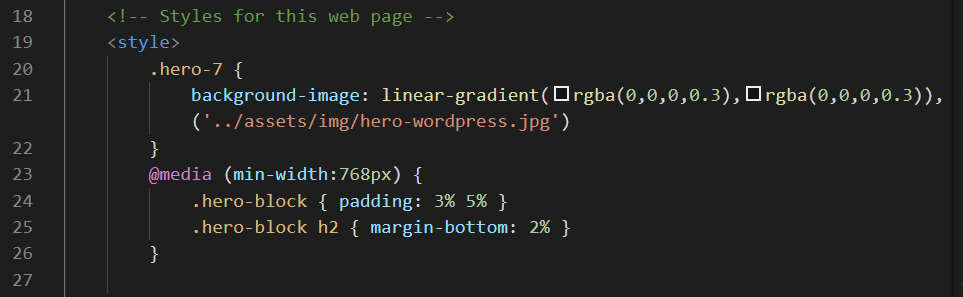 18 <!-- Styles for this web page -->
19 <style>
20 .hero-7 {
21 background-image: linear-gradient(rgba(0,0,0,0.3),rgba(0,0,0,0.3)),
('../assets/img/hero-wordpress.jpg')
22 }
23 @media (min-width:768px) {
24 .hero-block { padding: 3% 5% }
25 .hero-block h2 { margin-bottom: 2% }
26 }
27